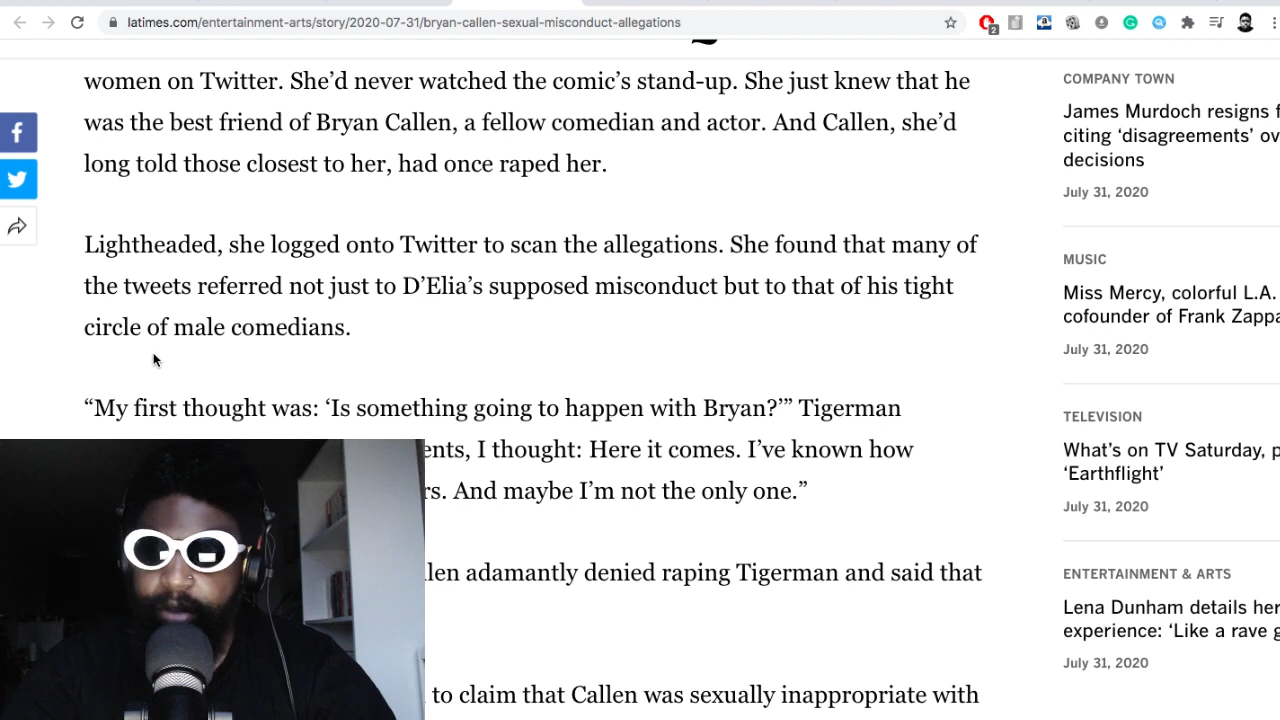 latimes.com/entertainment-arts/story/2020-07-31/bryan-callen-sexual-misconduct-allegations
2
women on Twitter. She’d never watched the comic’s stand-up. She just knew that he
was the best friend of Bryan Callen, a fellow comedian and actor. And Callen, she’d
long told those closest to her, had once raped her.
Lightheaded, she logged onto Twitter to scan the allegations. She found that many of
the tweets referred not just to D’Elia’s supposed misconduct but to that of his tight
circle of male comedians.
“My first thought was: ‘Is something going to happen with Bryan?’” Tigerman
ents, I thought: Here it comes. I’ve known how
rs. And maybe I’m not the only one.”
llen adamantly denied raping Tigerman and said that
to claim that Callen was sexually inappropriate with
COMPANY TOWN
James Murdoch resigns f
citing ‘disagreements’ ov
decisions
July 31, 2020
MUSIC
Miss Mercy, colorful L.A.
cofounder of Frank Zappa
July 31, 2020
TELEVISION
What’s on TV Saturday, p
‘Earthflight’
July 31, 2020
ENTERTAINMENT & ARTS
Lena Dunham details her
experience: ‘Like a rave g
July 31, 2020